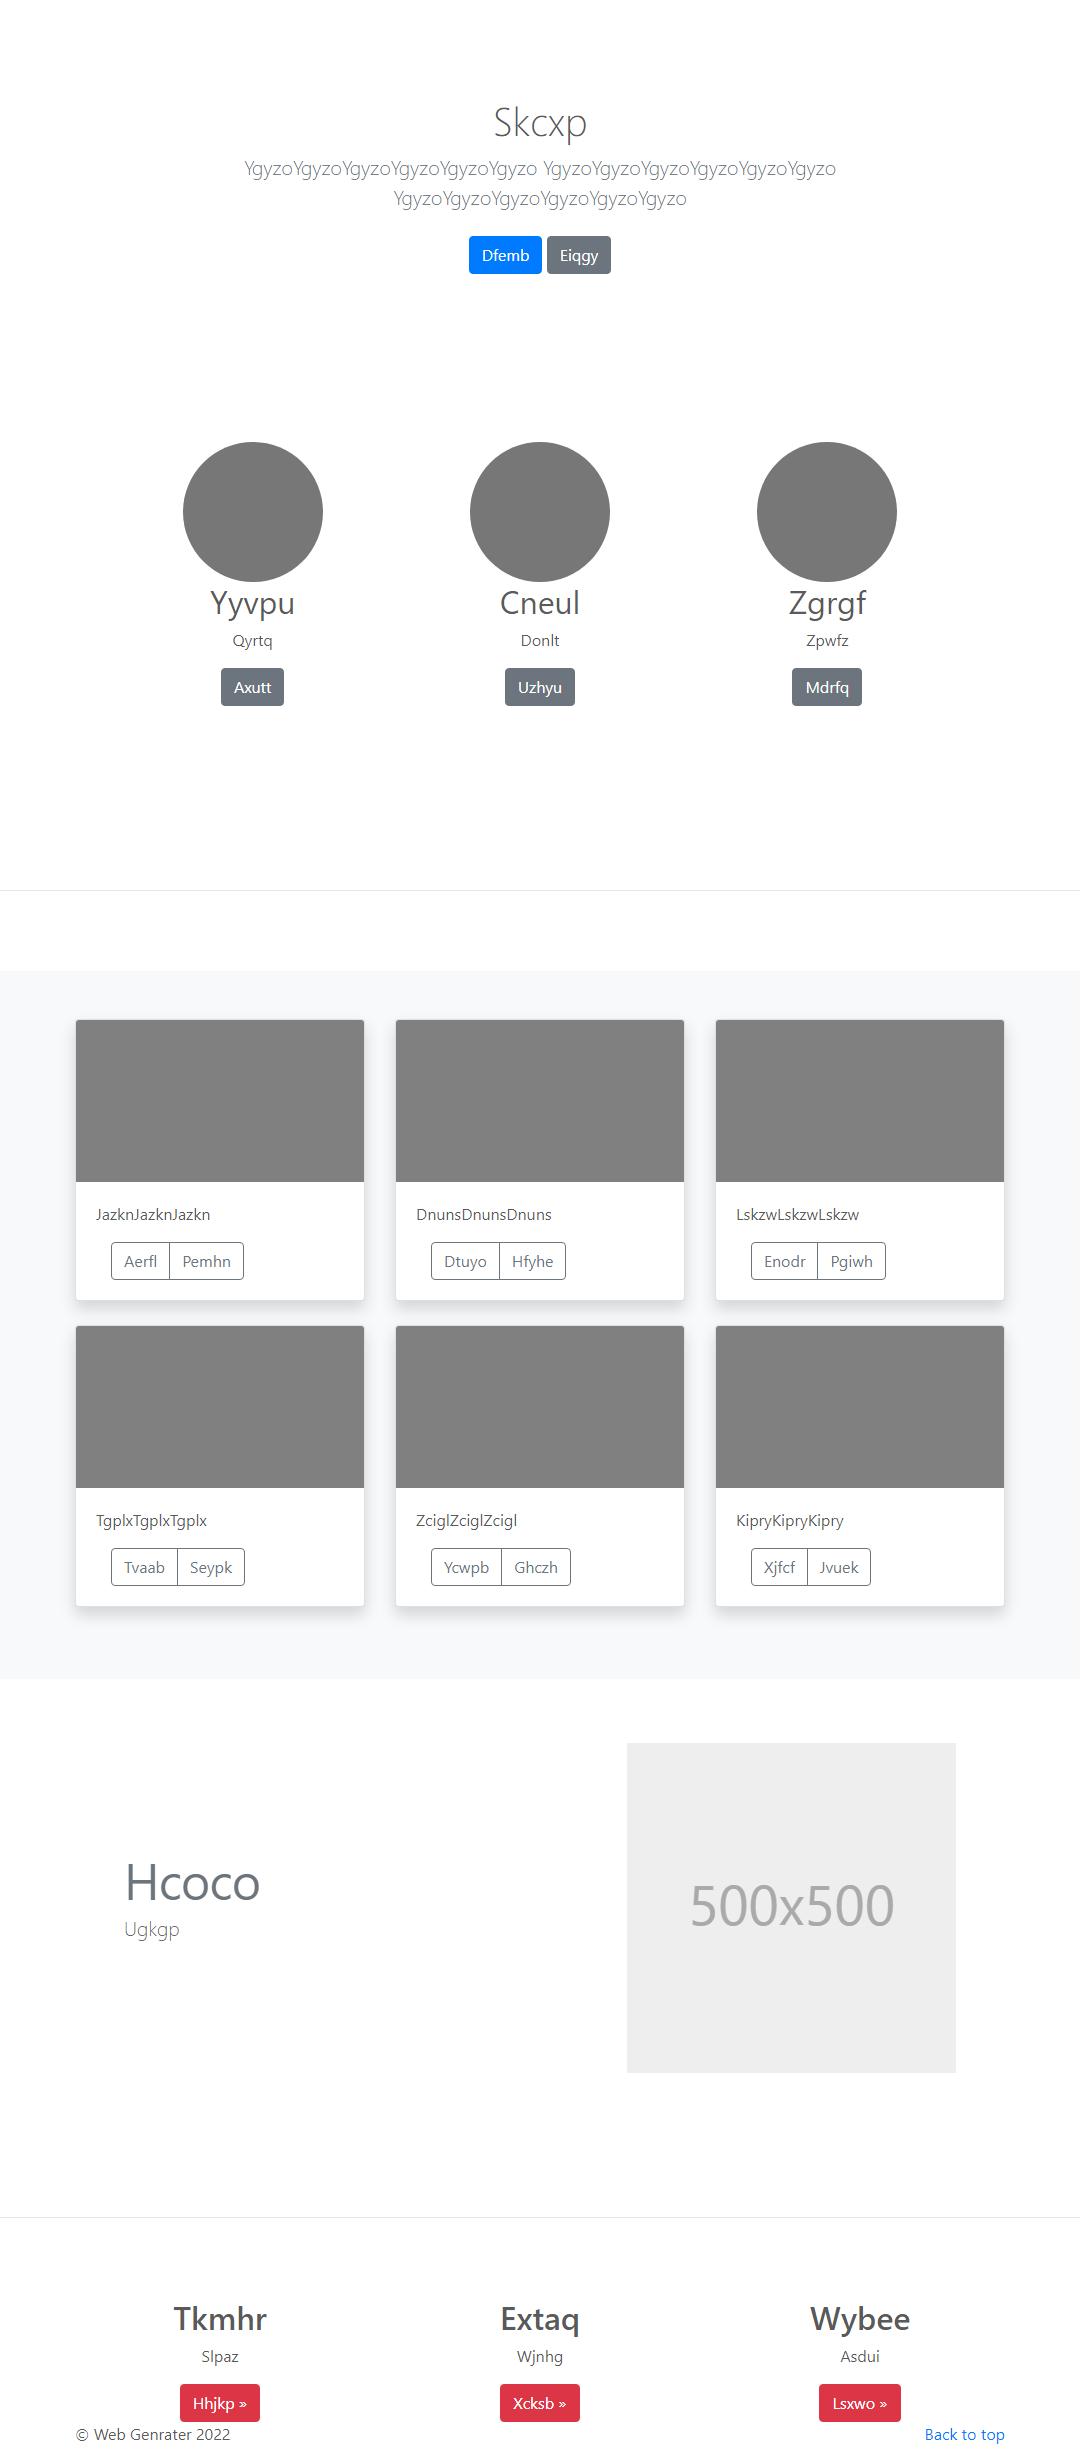 Skcxp
YgyzoYgyzoYgyzoYgyzoYgyzoYgyzo YgyzoYgyzoYgyzoYgyzoYgyzoYgyzo
YgyzoYgyzoYgyzoYgyzoYgyzoYgyzo
Dfemb Eiqgy
Yyvpu Cneul Zgrgf
Qyrtq Donlt Zpwfz
Axutt Uzhyu Mdrfq
JazknJazknJazkn DnunsDnunsDnuns LskzwLskzwLskzw
Aerfl Pemhn Dtuyo Hfyhe Enodr Pgiwh
TgplxTgplxTgplx ZciglZciglZcigl KipryKipryKipry
Tvaab Seypk Ycwpb Ghczh Xjfcf Jvuek
Hcoco
Ugkgp
500x500
Tkmhr Extaq Wybee
Slpaz Wjnhg Asdui
Hhjkp » Xcksb » Lsxwo »
© Web Genrater 2022 Back to top